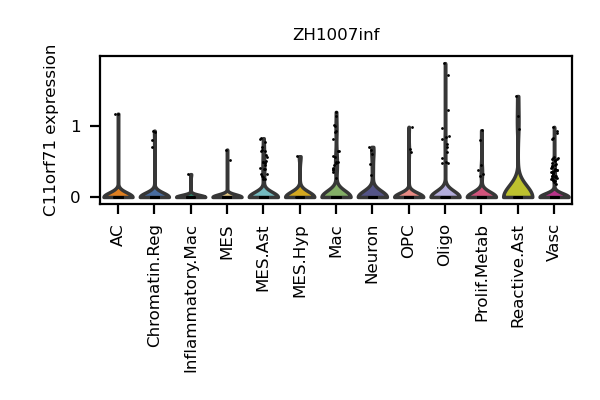 ZH1007inf
C11orf71 expression
1
0
AC
Chromatin.Reg
Inflammatory.Mac
MES
MES.Ast
MES.Hyp
Mac
Neuron
OPC
Oligo
Prolif.Metab
Reactive.Ast
Vasc